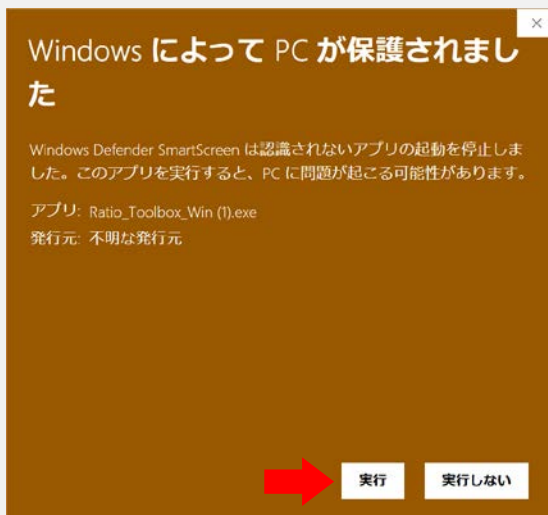 Windows によって PC が保護されまし
た
Windows Defender SmartScreen は認識されないアプリの起動を停止しま
した。このアプリを実行すると、PC に問題が起こる可能性があります。
アプリ: Ratio_Toolbox_Win (1).exe
発行元: 不明な発行元
実行 実行しない